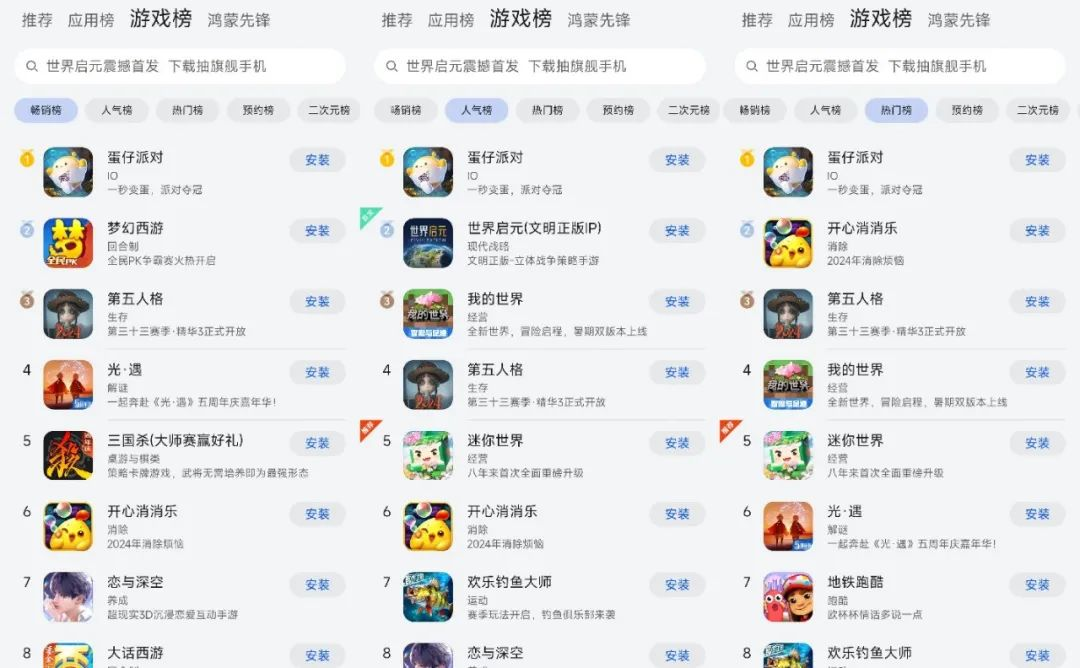 推荐 应用榜 游戏榜 鸿蒙先锋
世界启元震撼首发 下载抽旗舰手机
畅销榜 人气榜 热门榜 预约榜 二次元榜
1
蛋仔派对
IO
一秒变蛋，派对夺冠
安装
2
梦幻西游
回合制
全民PK争霸赛火热开启
安装
3
第五人格
生存
第三十三赛季·精华3正式开放
安装
4
光·遇
解谜
一起奔赴《光·遇》五周年庆嘉年华！
安装
5
三国杀(大师赛赢好礼)
桌游与棋类
策略卡牌游戏，武将无需培养即为最强形态
安装
6
开心消消乐
消除
2024年消除烦恼
安装
7
恋与深空
养成
超现实3D沉浸恋爱互动手游
安装
8
大话西游
安装
推荐 应用榜 游戏榜 鸿蒙先锋
世界启元震撼首发 下载抽旗舰手机
畅销榜 人气榜 热门榜 预约榜 二次元榜
1
蛋仔派对
IO
一秒变蛋，派对夺冠
安装
首发
2
世界启元
世界启元(文明正版IP)
现代战略
文明正版-立体战争策略手游
安装
3
我的世界
我的世界
经营
全新世界，冒险启程，暑期双版本上线
安装
4
第五人格
生存
第三十三赛季·精华3正式开放
安装
推荐
5
迷你世界
经营
八年来首次全面重磅升级
安装
6
开心消消乐
消除
2024年消除烦恼
安装
7
欢乐钓鱼大师
运动
赛季玩法开启，钓鱼俱乐部来袭
安装
8
恋与深空
安装
推荐 应用榜 游戏榜 鸿蒙先锋
世界启元震撼首发 下载抽旗舰手机
畅销榜 人气榜 热门榜 预约榜 二次元榜
1
蛋仔派对
IO
一秒变蛋，派对夺冠
安装
2
开心消消乐
消除
2024年消除烦恼
安装
3
第五人格
生存
第三十三赛季·精华3正式开放
安装
4
我的世界
我的世界
经营
全新世界，冒险启程，暑期双版本上线
安装
推荐
5
迷你世界
经营
八年来首次全面重磅升级
安装
6
光·遇
解谜
一起奔赴《光·遇》五周年庆嘉年华！
安装
7
地铁跑酷
跑酷
欧杯杯悄话多说一点
安装
8
欢乐钓鱼大师
安装